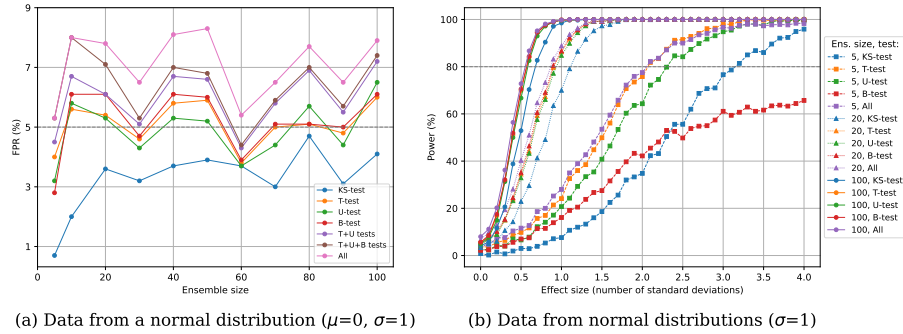 9
7
5
3
1
FPR (%)
0
20
40
60
80
100
Ensemble size
KS-test
T-test
U-test
B-test
T+U tests
T+U+B tests
All
(a) Data from a normal distribution (μ=0, σ=1)
100
80
60
40
20
0
Power (%)
0.0
0.5
1.0
1.5
2.0
2.5
3.0
3.5
4.0
Effect size (number of standard deviations)
Ens. size, test:
5, KS-test
5, T-test
5, U-test
5, B-test
5, All
20, KS-test
20, T-test
20, U-test
20, B-test
20, All
100, KS-test
100, T-test
100, U-test
100, B-test
100, All
(b) Data from normal distributions (σ=1)